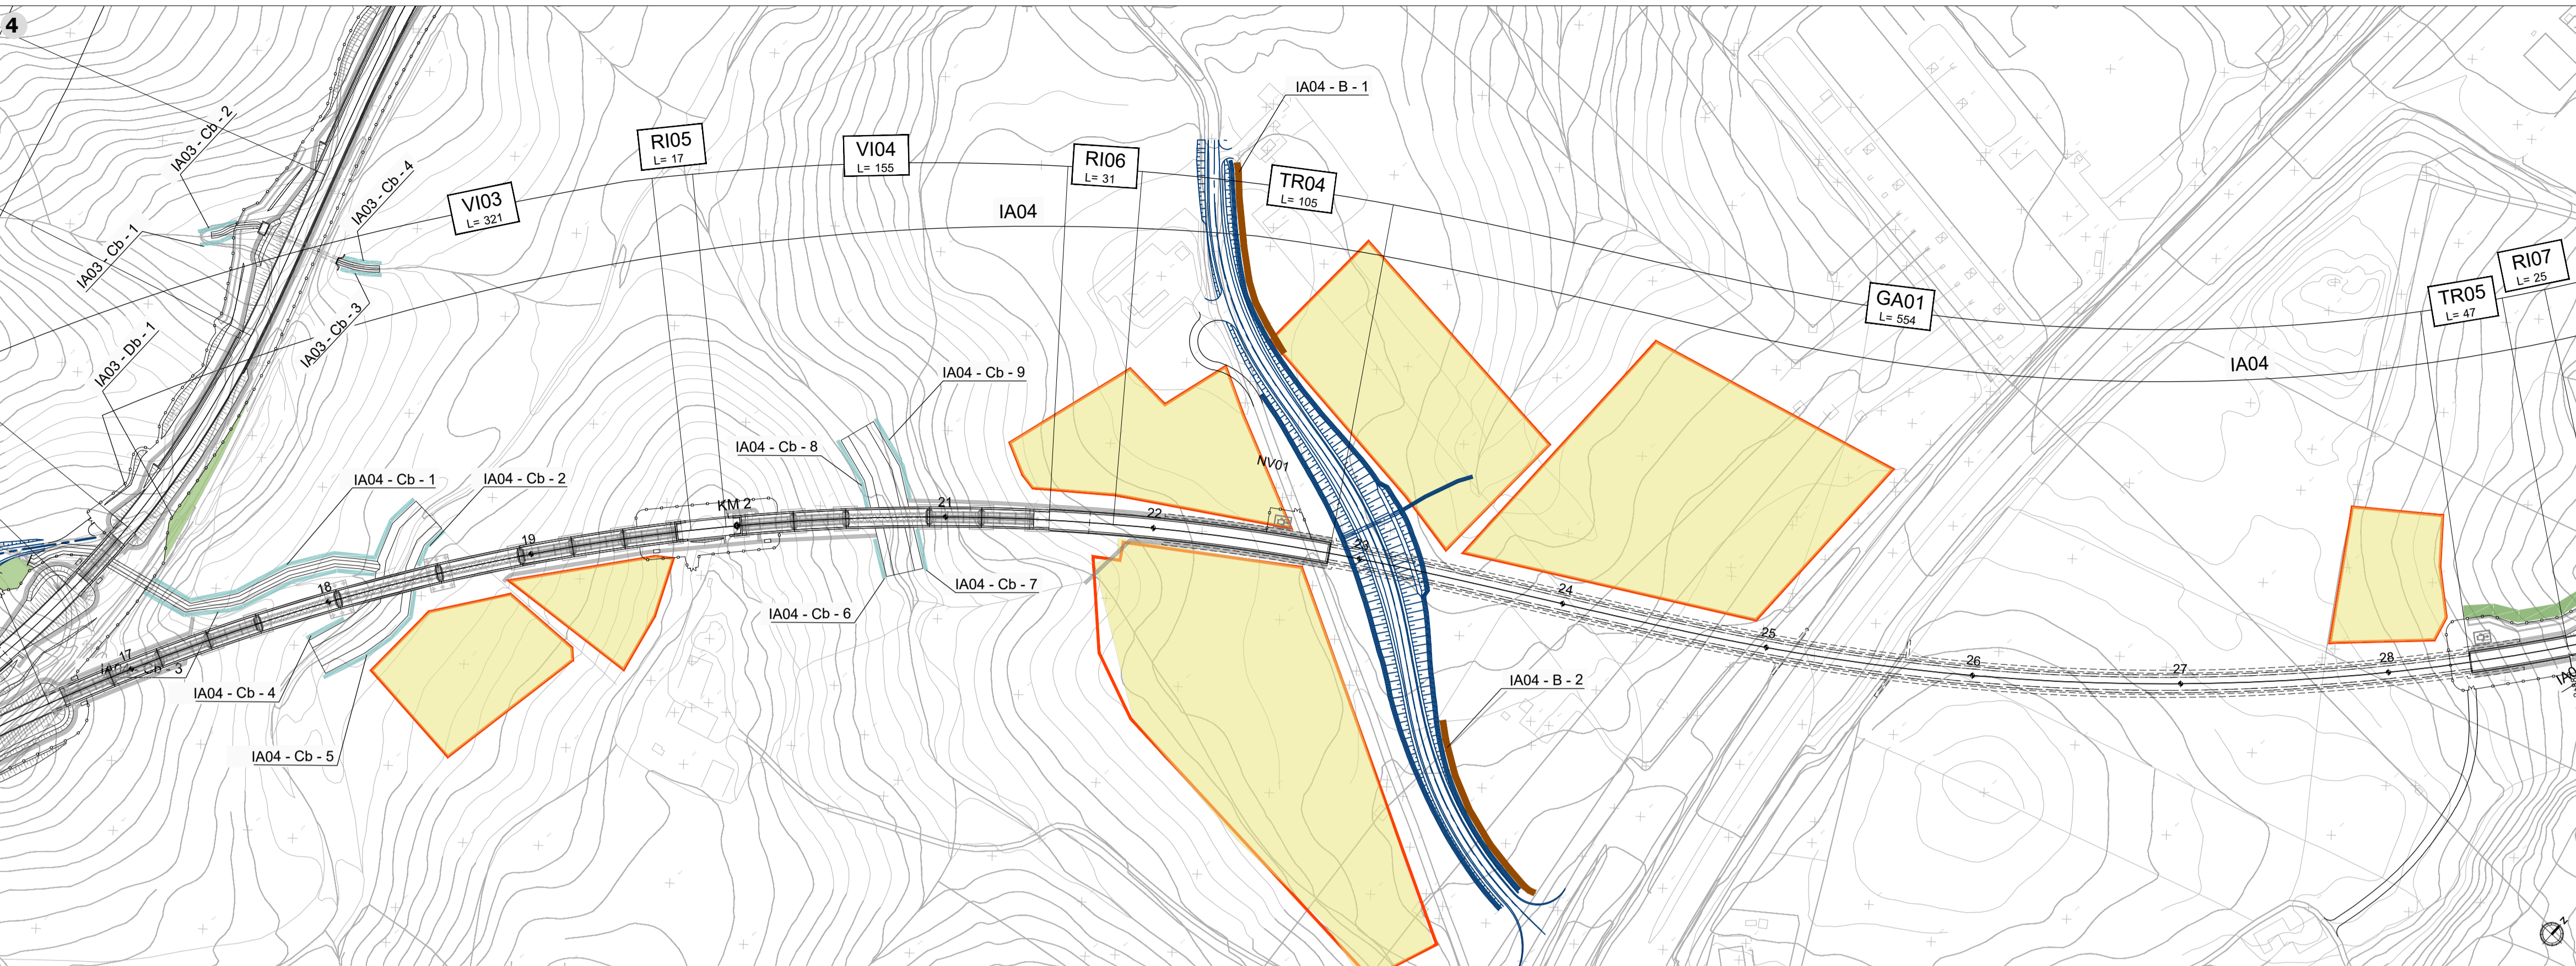 4
IA04 - B - 1
IA03 - Cb - 2
RI05
L= 17
VI04
L= 155
RI06
L= 31
TR04
L= 105
IA03 - Cb - 4
VI03
L= 321
IA04
IA03 - Cb - 1
RI07
L= 25
TR05
L= 47
GA01
L= 554
IA03 - Cb - 3
IA03 - Db - 1
IA04
IA04 - Cb - 9
IA04 - Cb - 8
NV01
IA04 - Cb - 1
IA04 - Cb - 2
KM 2
21
22
19
23
18
IA04 - Cb - 7
24
IA04 - Cb - 6
25
17
IA04 - Cb - 3
26
27
28
IA04 - B - 2
IA04 - Cb - 4
IA04 - Cb - 5
Z